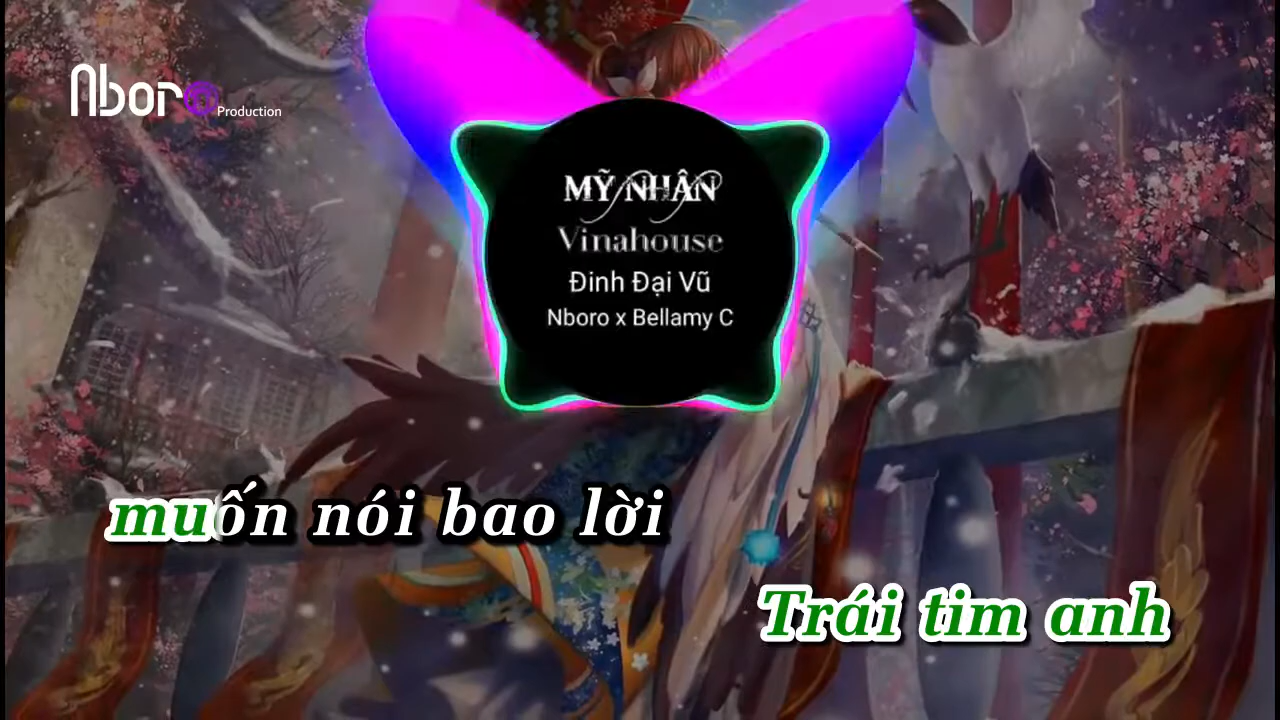 Nboro
Production
MỸ NHÂN
Vinahouse
Đinh Đại Vũ
Nboro x Bellamy C
muốn nói bao lời
Trái tim anh